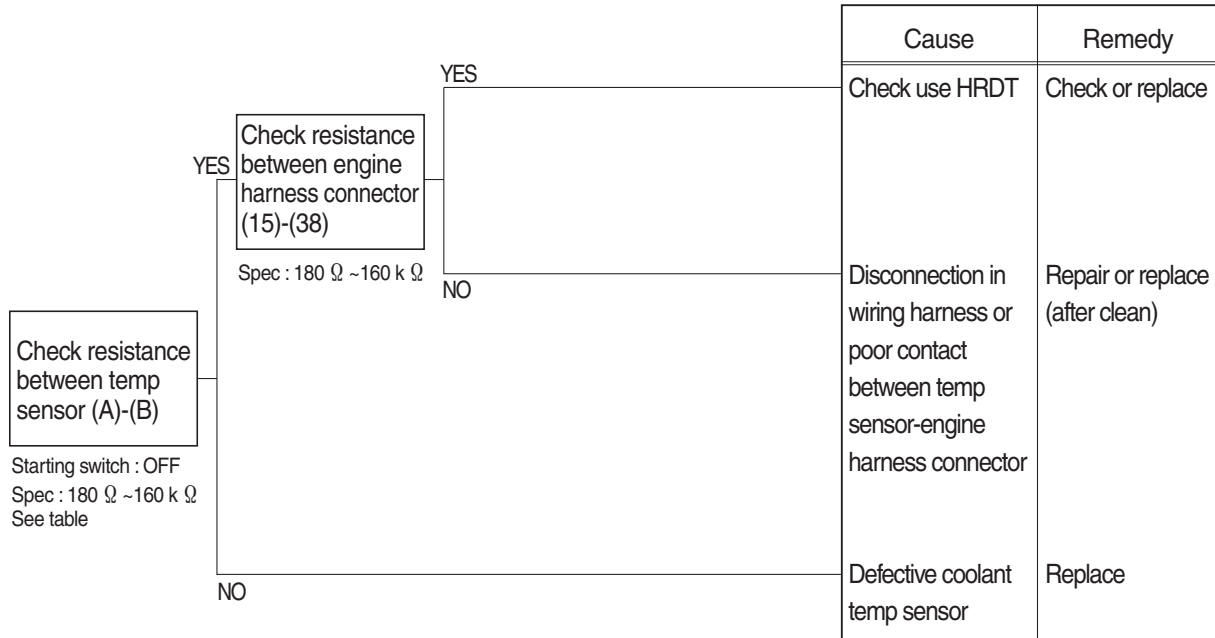 Check resistance
between temp
sensor (A)-(B)
Starting switch : OFF
Spec : 180 Ω ~160 k Ω
See table
YES
Check resistance
between engine
harness connector
(15)-(38)
Spec : 180 Ω ~160 k Ω
YES
NO
NO
Cause
Remedy
Check use HRDT
Check or replace
Disconnection in
wiring harness or
poor contact
between temp
sensor-engine
harness connector
Repair or replace
(after clean)
Defective coolant
temp sensor
Replace